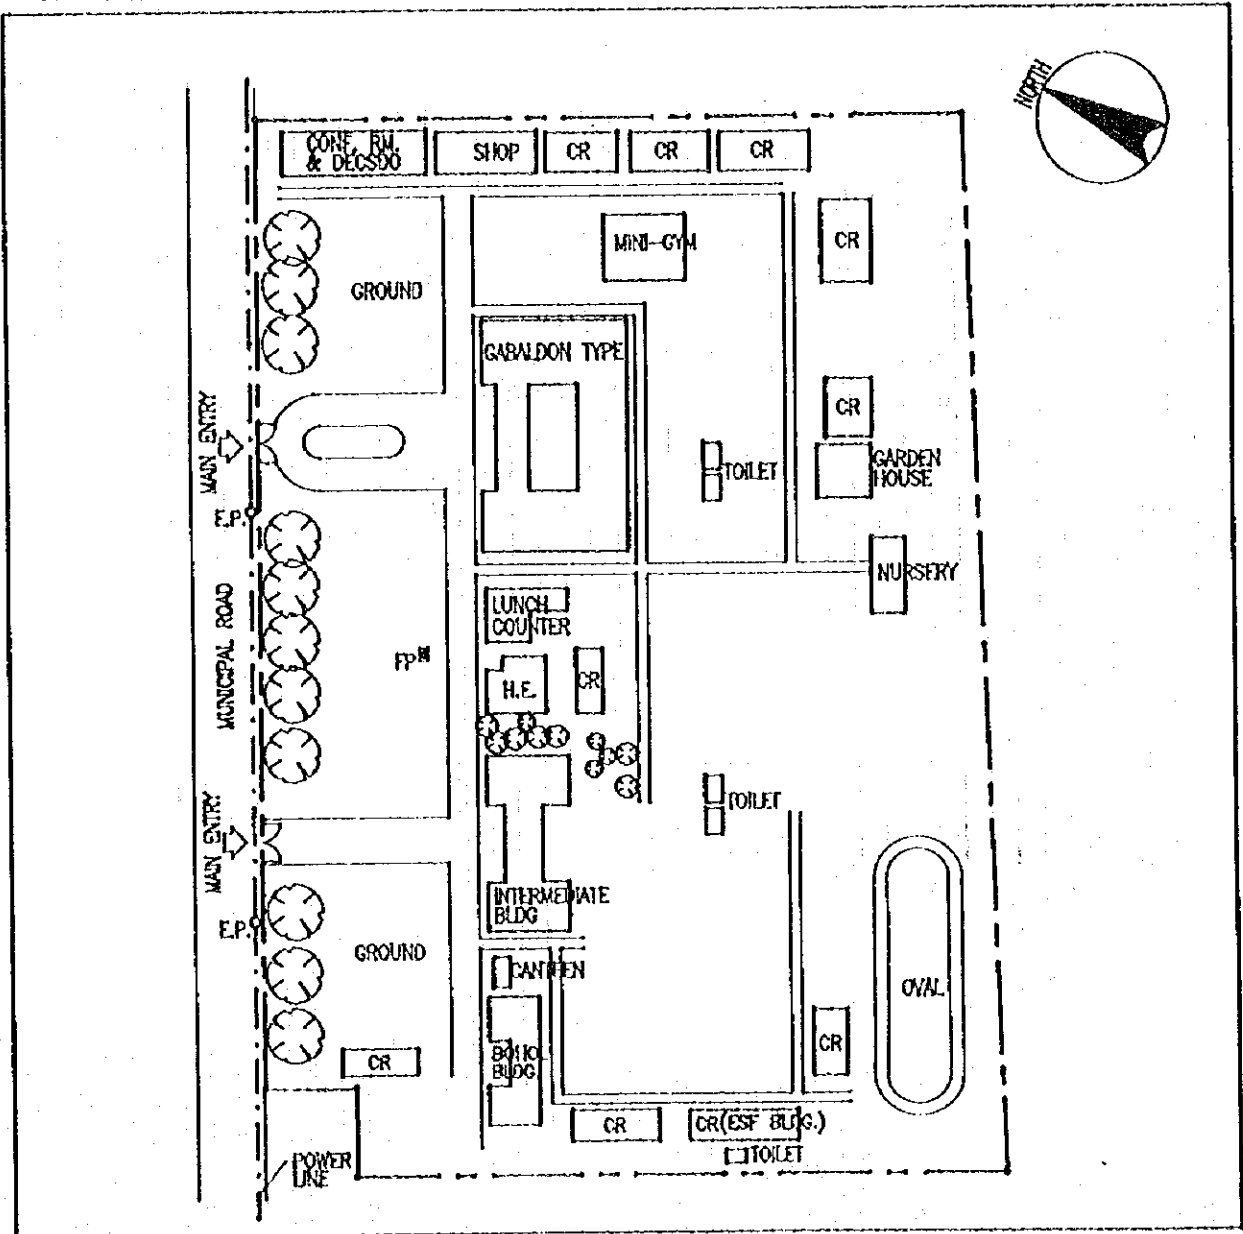 NORTH
CONF. RM.
& DECSDO
SHOP
CR
CR
CR
MINI-GYM
CR
GROUND
GABALDON TYPE
MAIN ENTRY
CR
TOILET
GARDEN
HOUSE
E.P.
NURSERY
LUNCH
COUNTER
MUNICIPAL ROAD
FP
H.E.
CR
TOILET
MAIN ENTRY
INTERMEDIATE
BLDG
E.P.
GROUND
CANTEEN
OVAL
CR
BOHOL
BLDG.
CR
CR
CR(ESF BLDG.)
TOILET
POWER
LINE